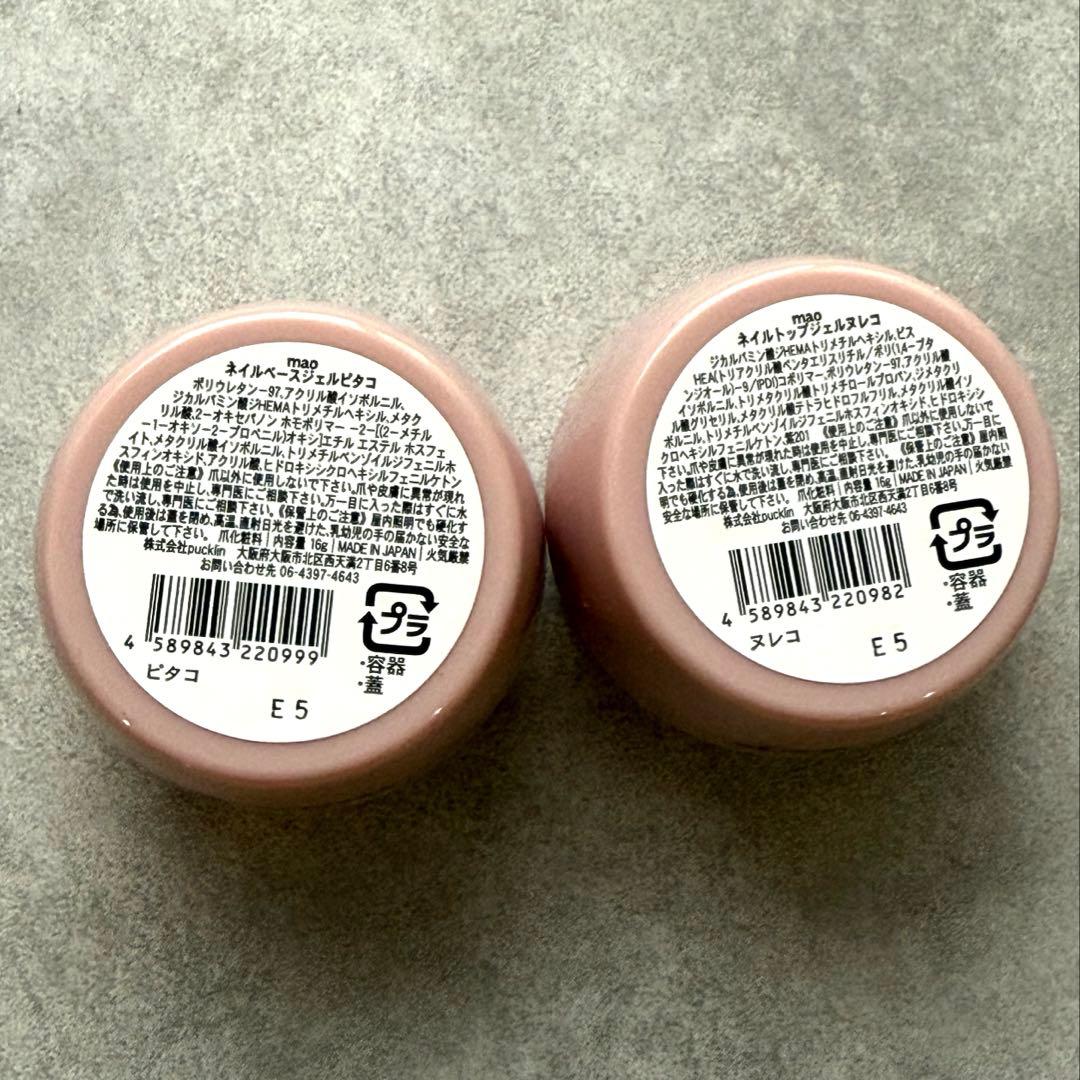 mao
ネイルベースジェルピタコ
ポリウレタン-97,アクリル酸イソボルニル,
ジカルバミン酸ジHEMAトリメチルヘキシル,メタク
リル酸,2-オキセパノン ホモポリマー -2-[(2-メチル
-1-オキソ-2-プロペニル)オキシ]エチル エステル ホスフェ
イト,メタクリル酸イソボルニル,トリメチルベンゾイルジフェニルホ
スフィンオキシド,アクリル酸,ヒドロキシシクロヘキシルフェニルケトン
《使用上のご注意》爪以外に使用しないで下さい。爪や皮膚に異常が現れ
た時は使用を中止し、専門医にご相談下さい。万一目に入った際はすぐに水
で洗い流し、専門医にご相談下さい。《保管上のご注意》屋内照明でも硬化す
る為、使用後は蓋を閉め、高温、直射日光を避けた、乳幼児の手の届かない安全な
場所に保管して下さい。 爪化粧料 | 内容量 16g | MADE IN JAPAN | 火気厳禁
株式会社pucklin 大阪府大阪市北区西天満2丁目6番8号
お問い合わせ先 06-4397-4643
4 589843 220999
プラ
・容器
・蓋
ピタコ
E5
mao
ネイルトップジェルヌレコ
ジカルバミン酸ジHEMAトリメチルヘキシル,ビス
HEA(トリアクリル酸ペンタエリスリチル/ポリ(1,4-ブタ
ンジオール)-9/IPDI)コポリマー,ポリウレタン-97,アクリル酸
イソボルニル,トリメタクリル酸トリメチロールプロパン,ジメタクリ
ル酸グリセリル,メタクリル酸テトラヒドロフルフリル,メタクリル酸イソ
ボルニル,トリメチルベンゾイルジフェニルホスフィンオキシド,ヒドロキシシ
クロヘキシルフェニルケトン,紫201 《使用上のご注意》爪以外に使用しないで
下さい。爪や皮膚に異常が現れた時は使用を中止し、専門医にご相談下さい。万一目に
入った際はすぐに水で洗い流し、専門医にご相談下さい。《保管上のご注意》屋内照
明でも硬化する為、使用後は蓋を閉め、高温、直射日光を避けた、乳幼児の手の届かない
安全な場所に保管して下さい。 爪化粧料 | 内容量 16g | MADE IN JAPAN | 火気厳禁
株式会社pucklin 大阪府大阪市北区西天満2丁目6番8号
お問い合わせ先 06-4397-4643
4 589843 220982
プラ
・容器
・蓋
ヌレコ
E5